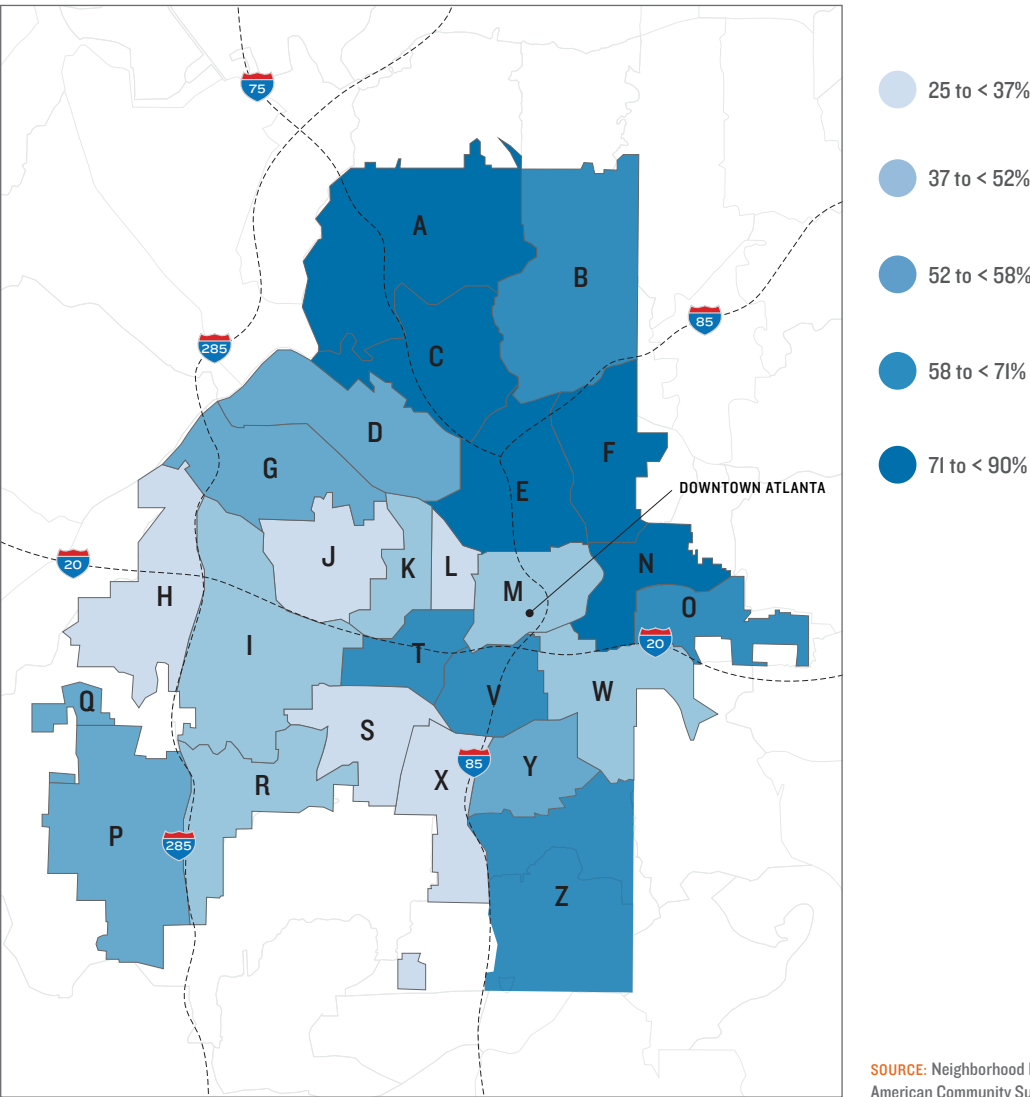 75
A
B
285
85
C
D
F
G
E
DOWNTOWN ATLANTA
20
J
K
L
N
M
H
O
I
20
T
Q
V
W
S
85
X
Y
R
P
285
Z
25 to < 37%
37 to < 52%
52 to < 58%
58 to < 71%
71 to < 90%
SOURCE: Neighborhood
American Community